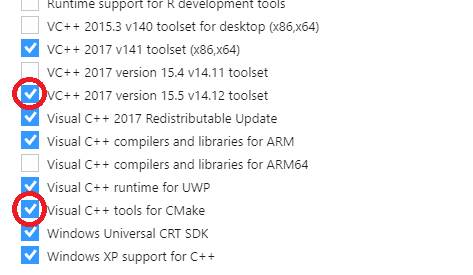 Runtime support for R development tools
VC++ 2015.3 v140 toolset for desktop (x86,x64)
VC++ 2017 v141 toolset (x86,x64)
VC++ 2017 version 15.4 v14.11 toolset
VC++ 2017 version 15.5 v14.12 toolset
Visual C++ 2017 Redistributable Update
Visual C++ compilers and libraries for ARM
Visual C++ compilers and libraries for ARM64
Visual C++ runtime for UWP
Visual C++ tools for CMake
Windows Universal CRT SDK
Windows XP support for C++